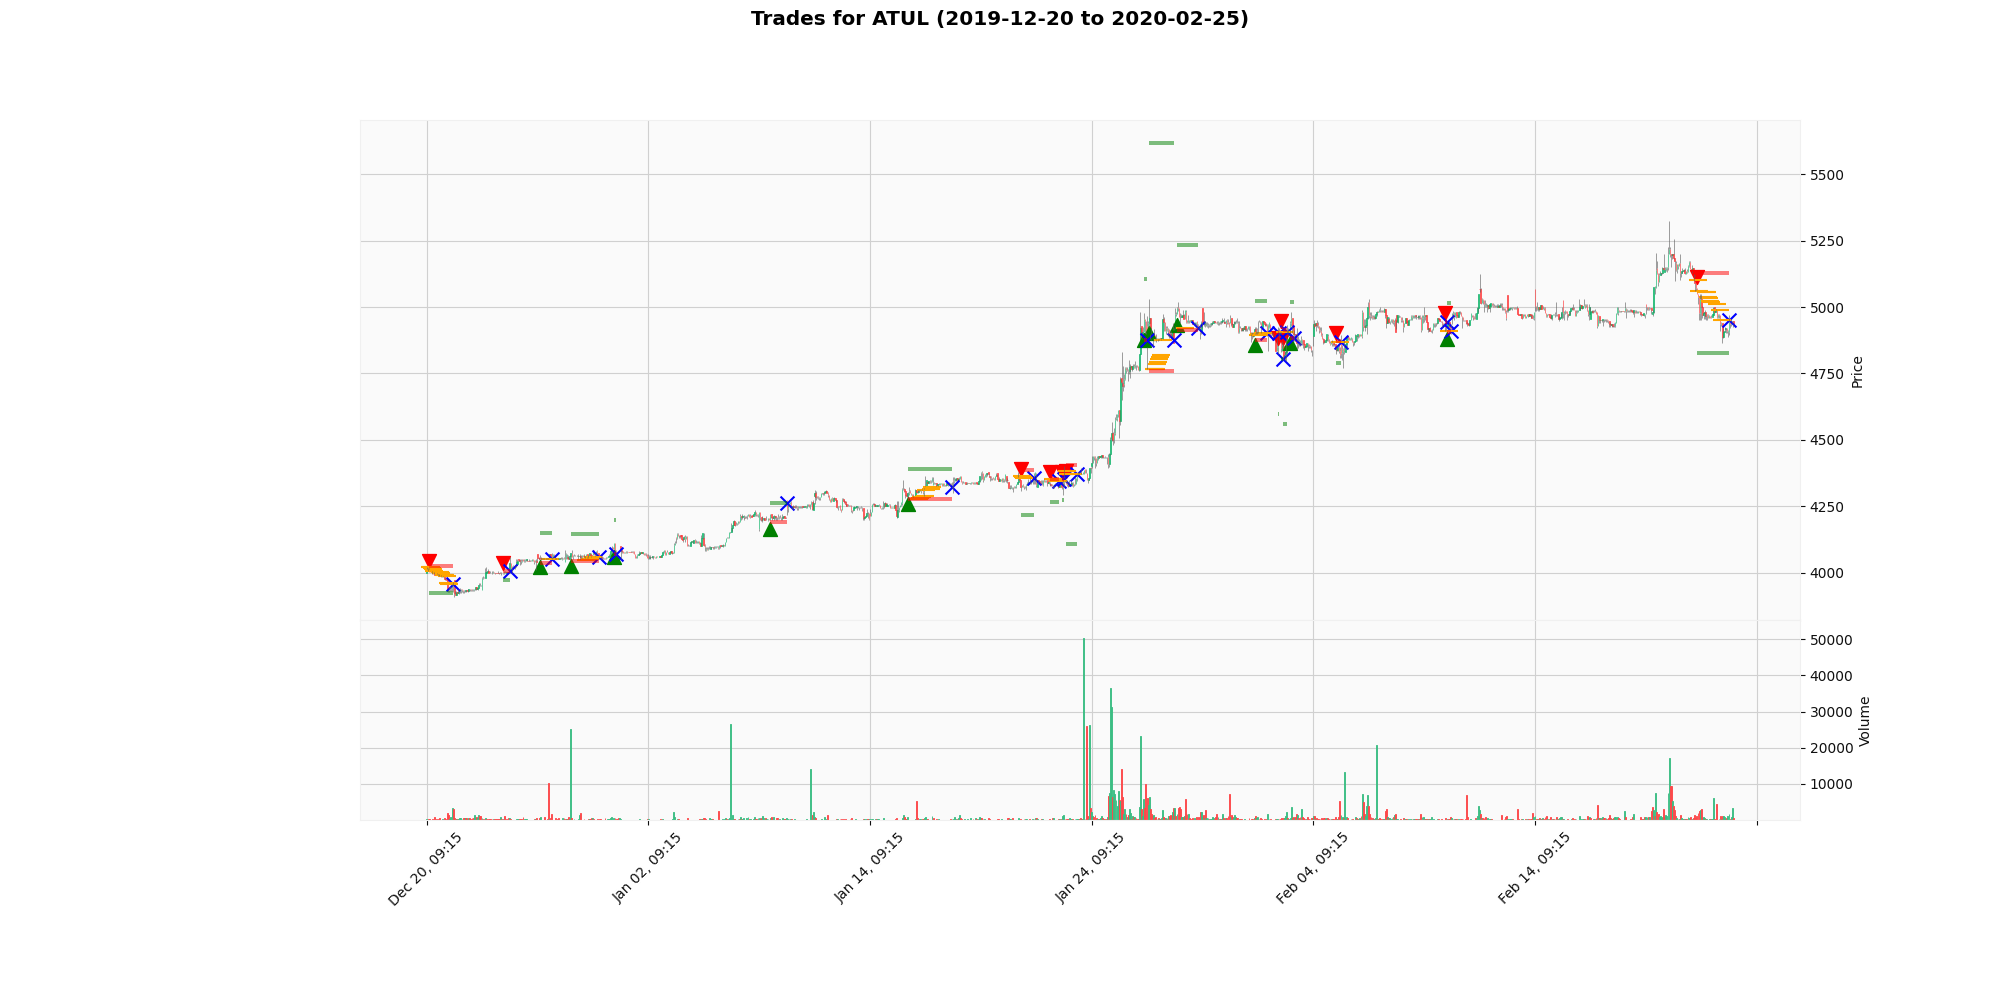 Trades for ATUL (2019-12-20 to 2020-02-25)
5500
5250
5000
4750
4500
4250
4000
Price
50000
40000
30000
20000
10000
Volume
Dec 20, 09:15
Jan 02, 09:15
Jan 14, 09:15
Jan 24, 09:15
Feb 04, 09:15
Feb 14, 09:15